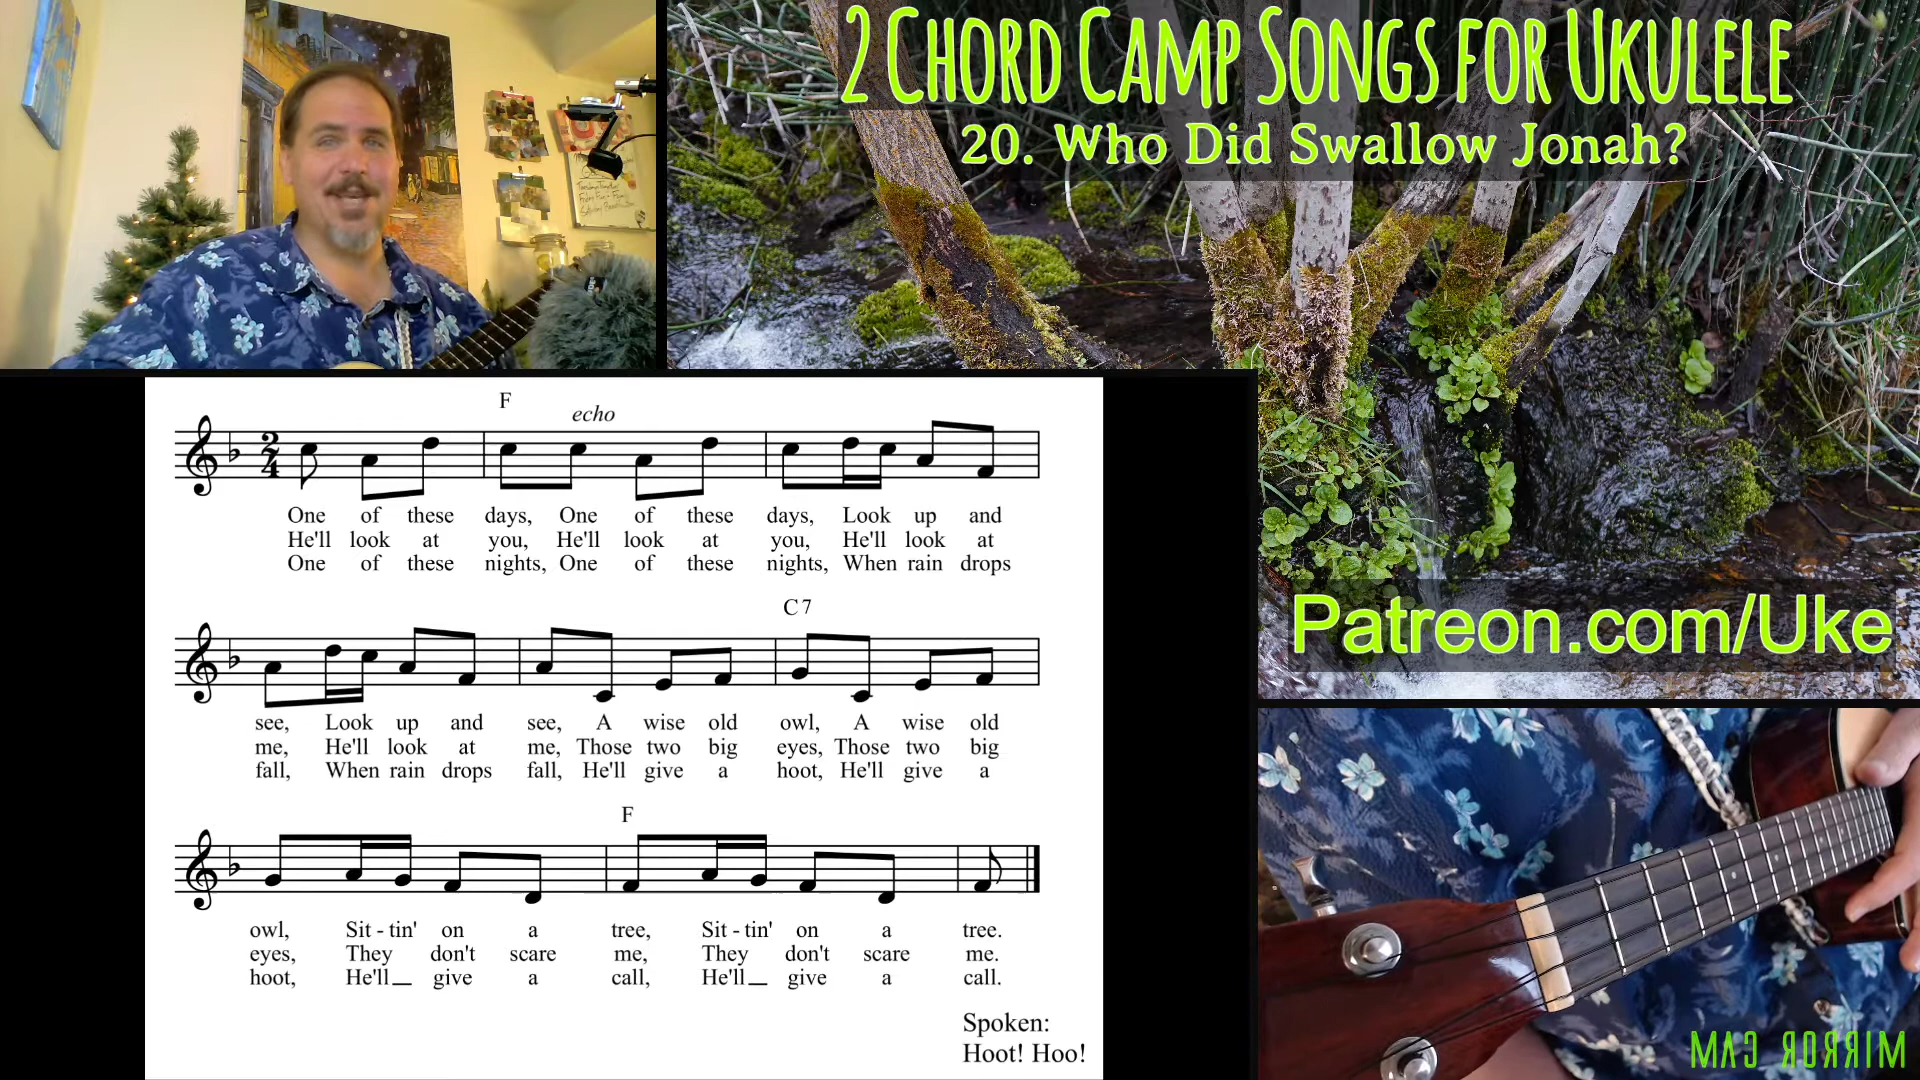 2 Chord Camp Songs for Ukulele
20. Who Did Swallow Jonah?
F
echo
2
4
One of these days, One of these days, Look up and
He'll look at you, He'll look at you, He'll look at
One of these nights, One of these nights, When rain drops
C7
see, Look up and see, A wise old owl, A wise old
me, He'll look at me, Those two big eyes, Those two big
fall, When rain drops fall, He'll give a hoot, He'll give a
F
owl, Sit - tin' on a tree, Sit - tin' on a tree.
eyes, They don't scare me, They don't scare me.
hoot, He'll give a call, He'll give a call.
Spoken:
Hoot! Hoo!
Patreon.com/Uke
MIRROR CAM